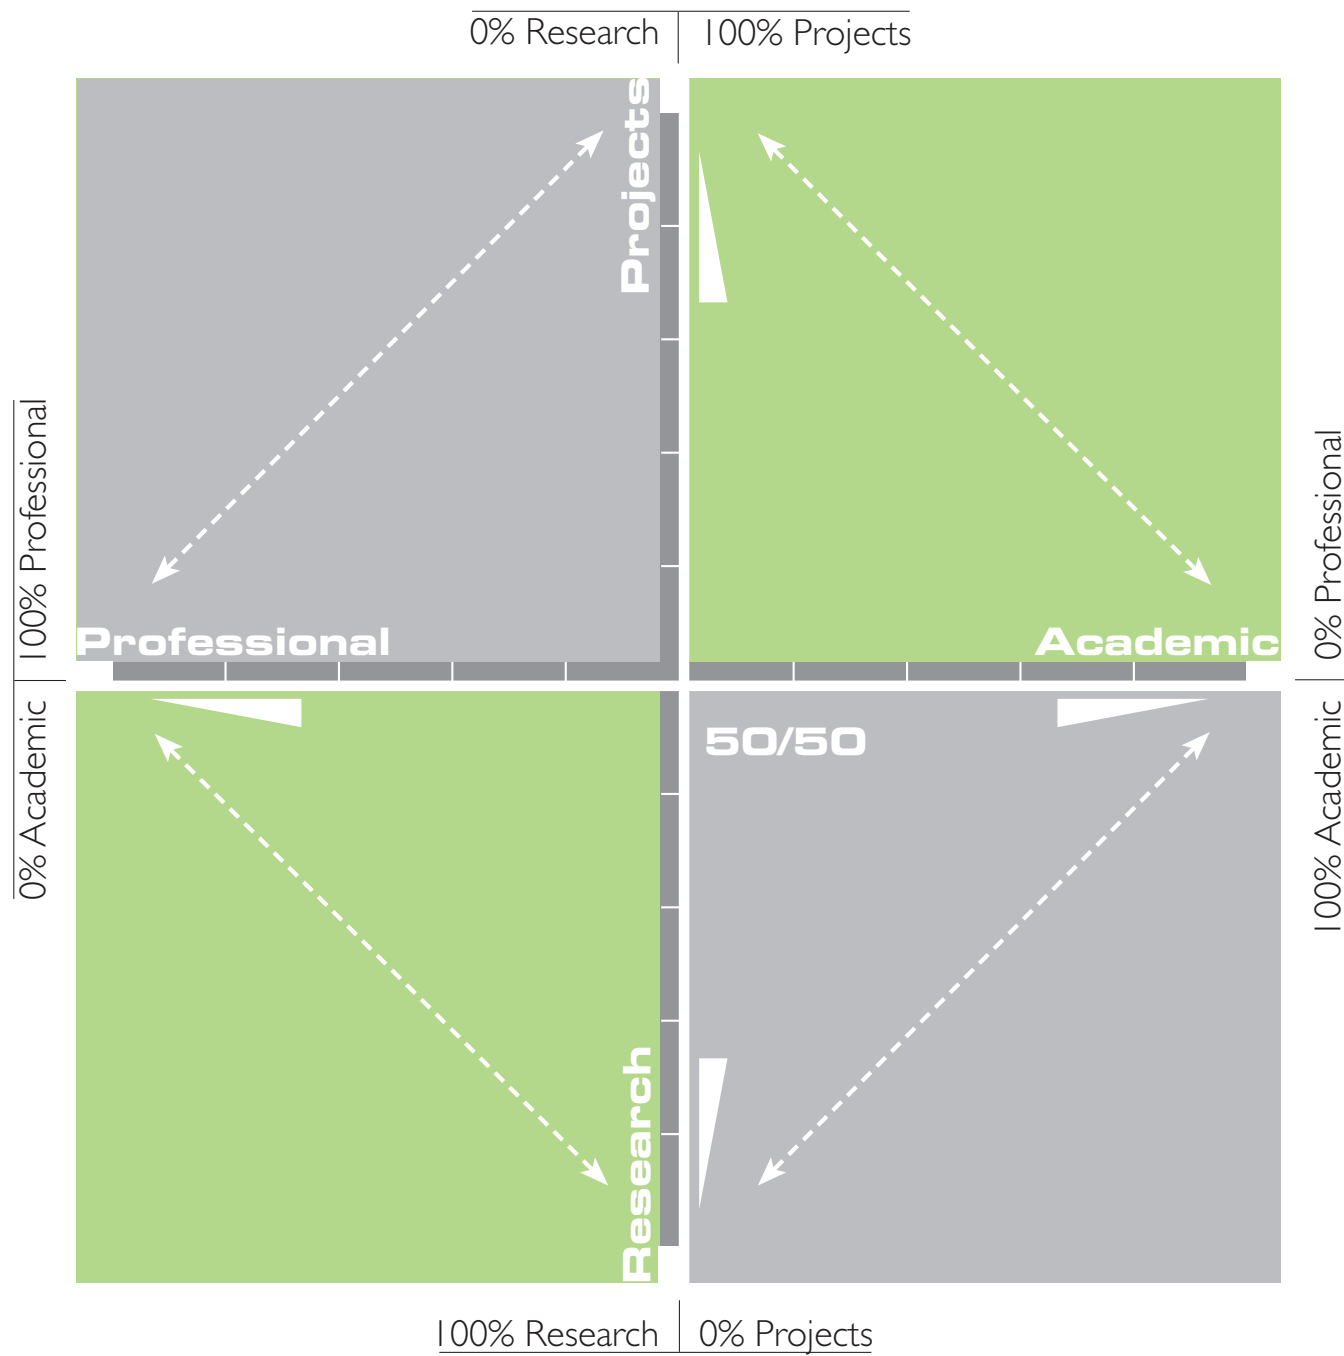 0% Research
100% Projects
Projects
100% Professional
0% Professional
Professional
Academic
0% Academic
50/50
100% Academic
Research
100% Research
0% Projects